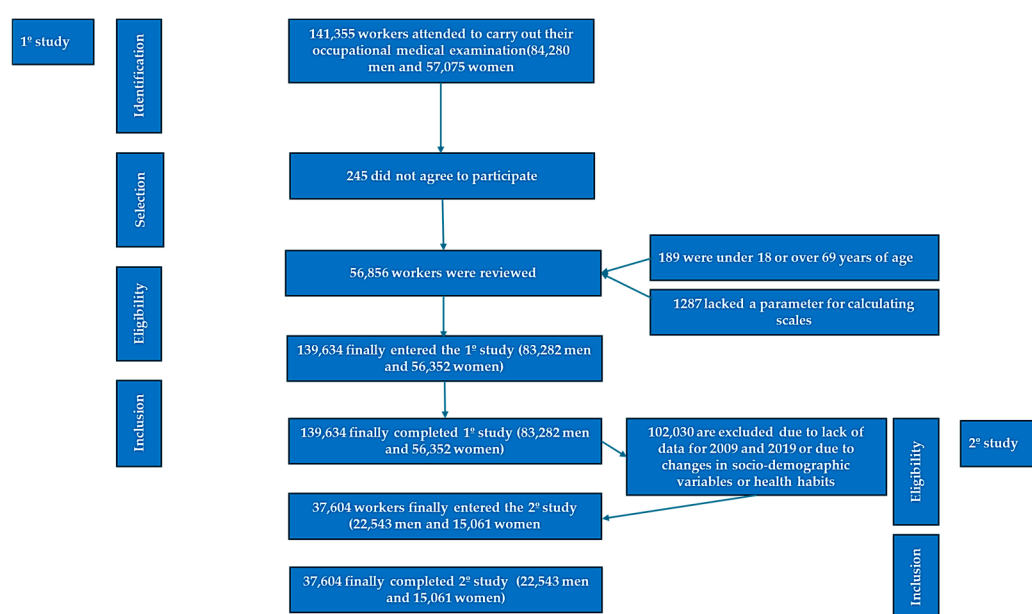 1º study
Identification
141,355 workers attended to carry out their
occupational medical examination(84,280
men and 57,075 women
Selection
245 did not agree to participate
Eligibility
56,856 workers were reviewed
189 were under 18 or over 69 years of age
1287 lacked a parameter for calculating
scales
139,634 finally entered the 1º study (83,282 men
and 56,352 women)
Inclusion
139,634 finally completed 1º study (83,282 men
and 56,352 women)
102,030 are excluded due to lack of
data for 2009 and 2019 or due to
changes in socio-demographic
variables or health habits
Eligibility
2º study
37,604 workers finally entered the 2º study
(22,543 men and 15,061 women
Inclusion
37,604 finally completed 2º study (22,543 men
and 15,061 women)